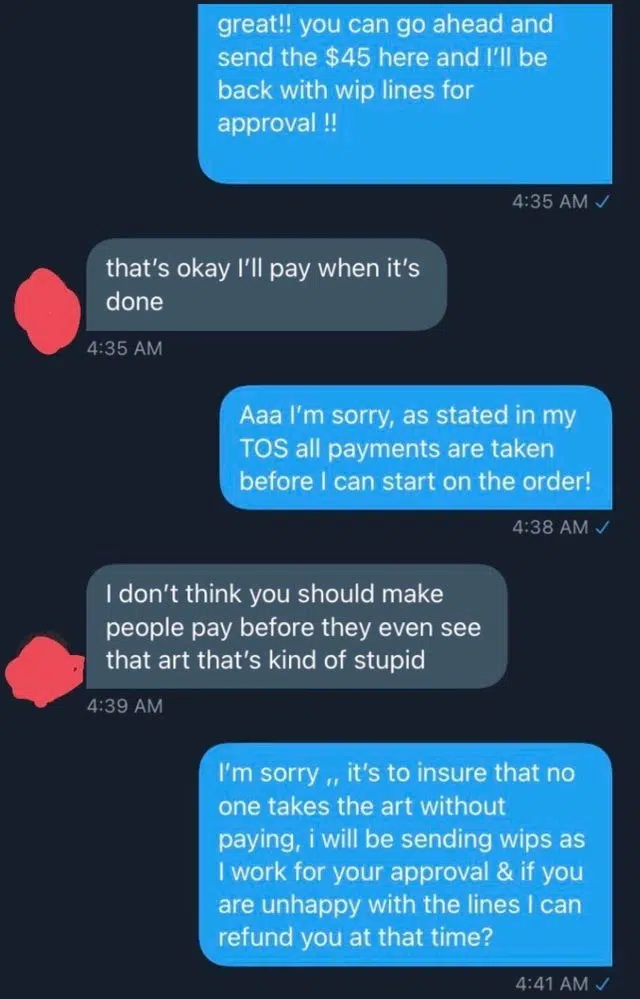 great!! you can go ahead and
send the $45 here and I'll be
back with wip lines for
approval !!
4:35 AM ✓
that's okay I'll pay when it's
done
4:35 AM
Aaa I'm sorry, as stated in my
TOS all payments are taken
before I can start on the order!
4:38 AM ✓
I don't think you should make
people pay before they even see
that art that's kind of stupid
4:39 AM
I'm sorry ,, it's to insure that no
one takes the art without
paying, i will be sending wips as
I work for your approval & if you
are unhappy with the lines I can
refund you at that time?
4:41 AM ✓